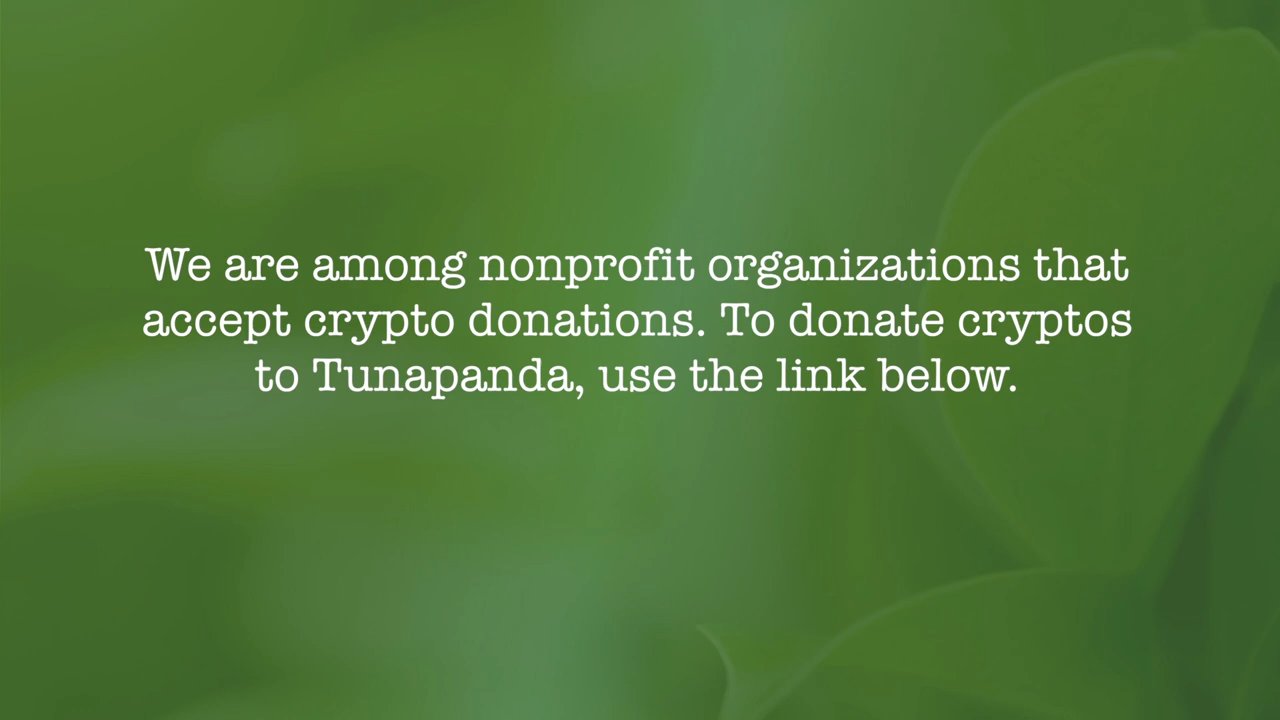 We are among nonprofit organizations that
accept crypto donations. To donate cryptos
to Tunapanda, use the link below.